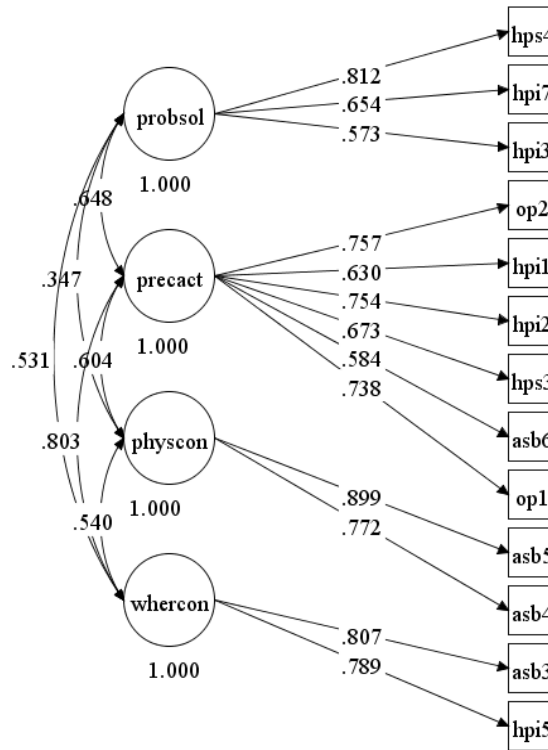 hps4
.812
probsol
.654
hpi7
.573
hpi3
1.000
.648
op2
.757
hpi1
.630
precact
.347
.754
hpi2
.673
1.000
.531
.604
.584
hps3
.738
asb6
.803
physcon
op1
1.000
.899
.540
.772
asb5
whercon
asb4
.807
1.000
.789
asb3
hpi5